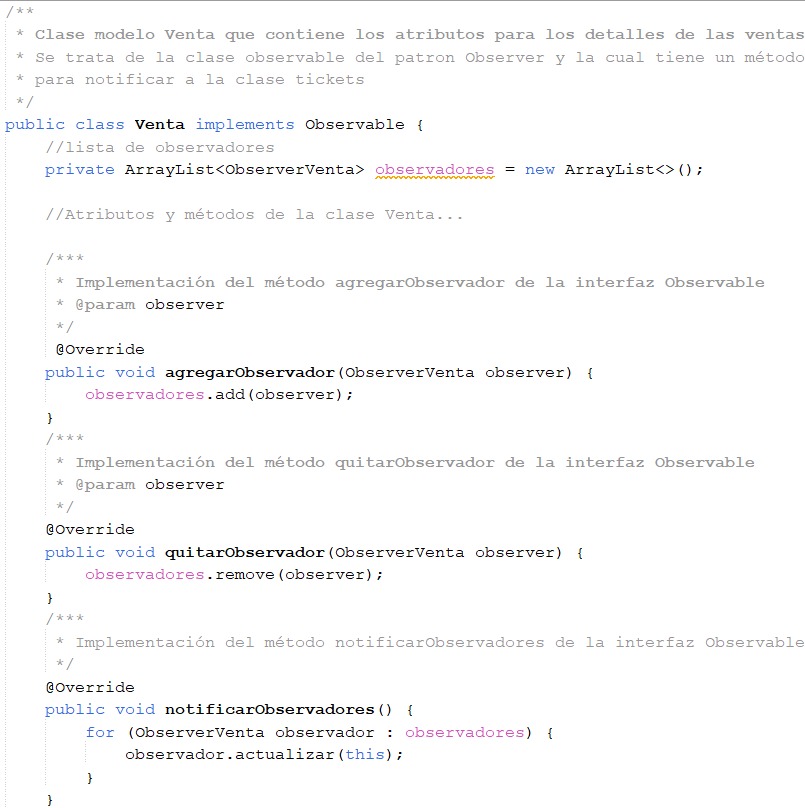 /**
 * Clase modelo Venta que contiene los atributos para los detalles de las ventas
 * Se trata de la clase observable del patron Observer y la cual tiene un método
 * para notificar a la clase tickets
 */
public class Venta implements Observable {
    //lista de observadores
    private ArrayList<ObserverVenta> observadores = new ArrayList<>();

    //Atributos y métodos de la clase Venta...

    /***
     * Implementación del método agregarObservador de la interfaz Observable
     * @param observer
     */
     @Override
    public void agregarObservador(ObserverVenta observer) {
        observadores.add(observer);
    }
    /***
     * Implementación del método quitarObservador de la interfaz Observable
     * @param observer
     */
    @Override
    public void quitarObservador(ObserverVenta observer) {
        observadores.remove(observer);
    }
    /***
     * Implementación del método notificarObservadores de la interfaz Observable
     */
    @Override
    public void notificarObservadores() {
        for (ObserverVenta observador : observadores) {
            observador.actualizar(this);
        }
    }